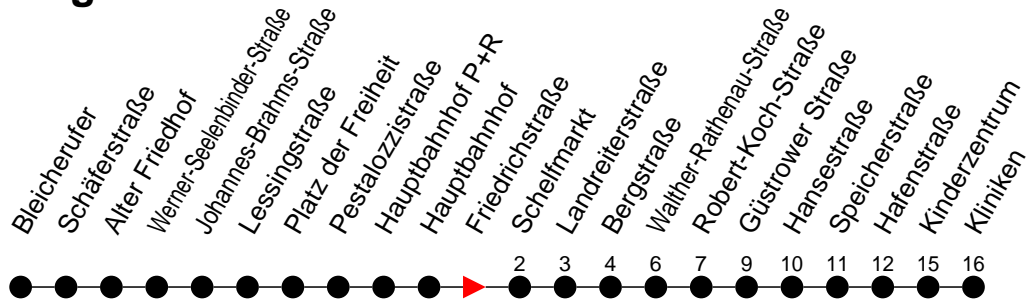 Bleicherufer
Schäferstraße
Alter Friedhof
Werner-Seelenbinder-Straße
Johannes-Brahms-Straße
Lessingstraße
Platz der Freiheit
Pestalozzistraße
Hauptbahnhof P+R
Hauptbahnhof
Friedrichstraße
Schelfmarkt
Landreiterstraße
Bergstraße
Walther-Rathenau-Straße
Robert-Koch-Straße
Güstrower Straße
Hansestraße
Speicherstraße
Hafenstraße
Kinderzentrum
Kliniken
2 3 4 6 7 9 10 11 12 15 16